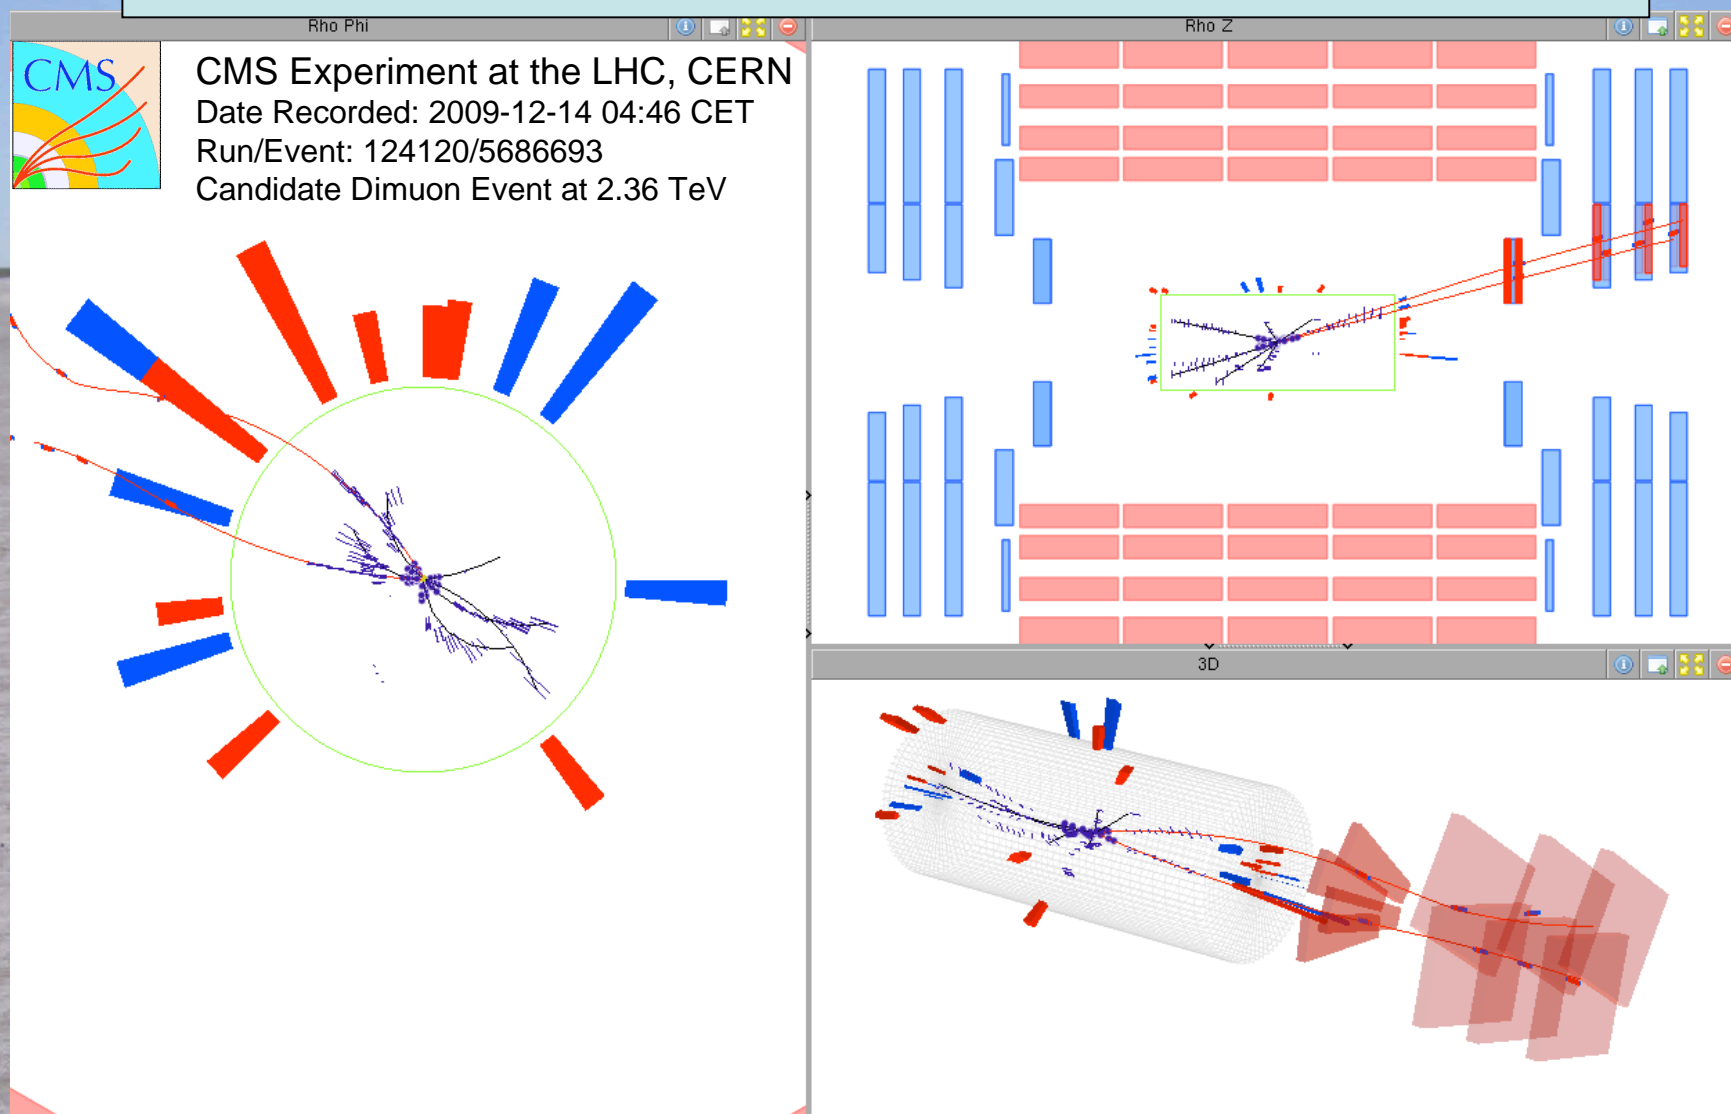 Rho Phi
Rho Z
CMS
CMS Experiment at the LHC, CERN
Date Recorded: 2009-12-14 04:46 CET
Run/Event: 124120/5686693
Candidate Dimuon Event at 2.36 TeV
3D